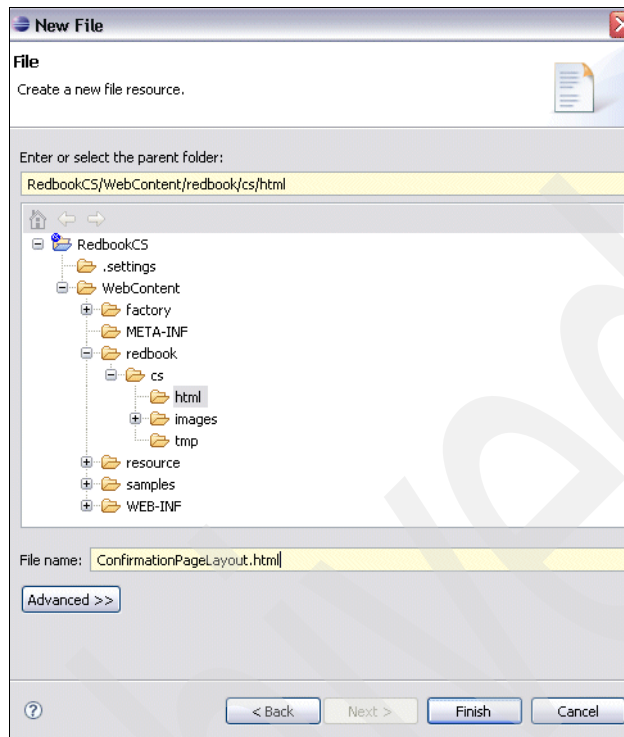 New File
File
Create a new file resource.
Enter or select the parent folder:
RedbookCS/WebContent/redbook/cs/html
RedbookCS
.settings
WebContent
factory
META-INF
redbook
cs
html
images
tmp
resource
samples
WEB-INF
File name: ConfirmationPageLayout.html
Advanced >>
? < Back Next > Finish Cancel